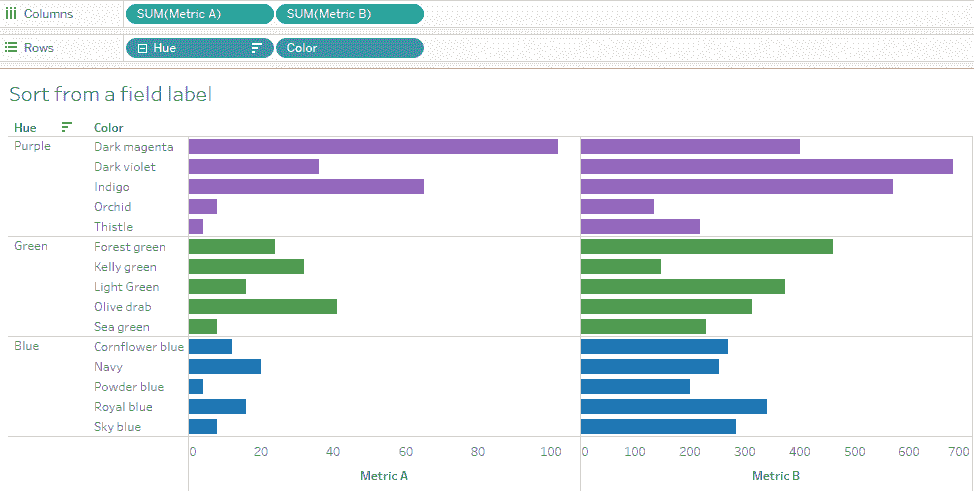 Columns SUM(Metric A) SUM(Metric B)
Rows Hue Color
Sort from a field label
Hue Color
Purple Dark magenta
Dark violet
Indigo
Orchid
Thistle
Green Forest green
Kelly green
Light Green
Olive drab
Sea green
Blue Cornflower blue
Navy
Powder blue
Royal blue
Sky blue
0 20 40 60 80 100 0 100 200 300 400 500 600 700
Metric A Metric B